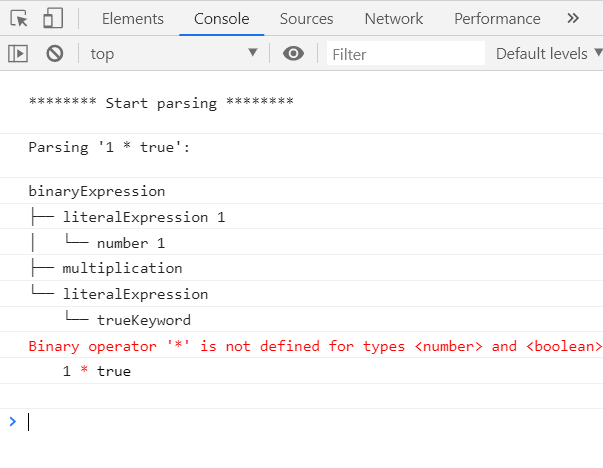 Elements Console Sources Network Performance »
top Filter Default levels
******** Start parsing ********
Parsing '1 * true':
binaryExpression
├── literalExpression 1
│   └── number 1
├── multiplication
└── literalExpression
    └── trueKeyword
Binary operator '*' is not defined for types <number> and <boolean>
1 * true
>